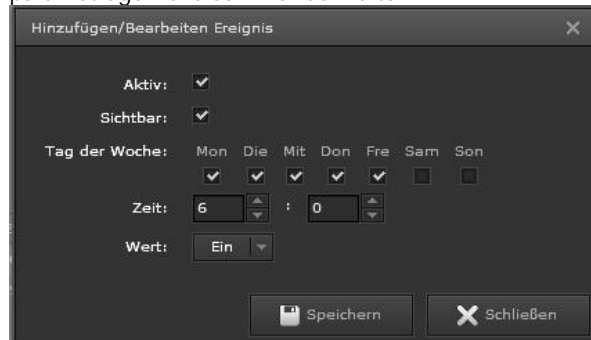 Hinzufügen/Bearbeiten Ereignis
Aktiv:
Sichtbar:
Tag der Woche: Mon Die Mit Don Fre Sam Son
Zeit: 6 : 0
Wert: Ein
Speichern Schließen